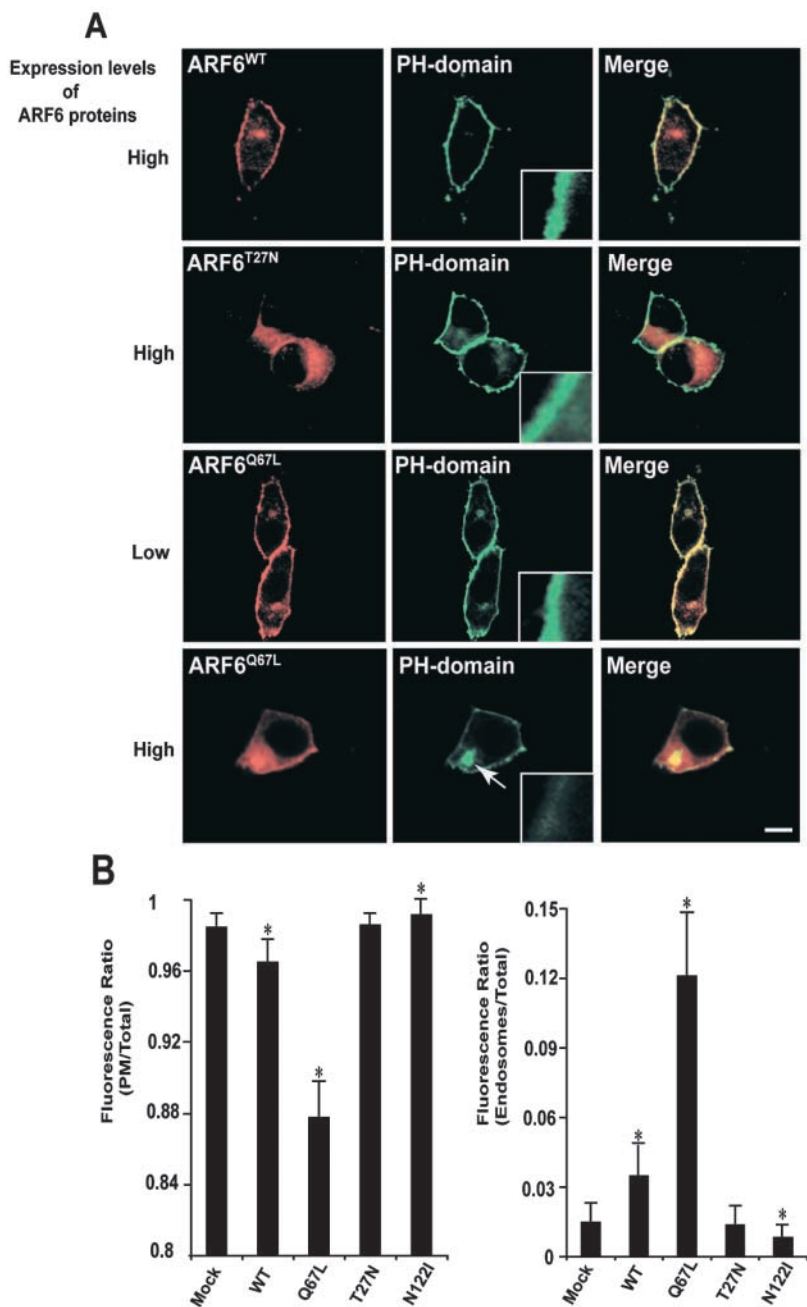 A
Expression levels
of
ARF6 proteins
ARF6WT PH-domain Merge
High
ARF6T27N PH-domain Merge
High
ARF6Q67L PH-domain Merge
Low
ARF6Q67L PH-domain Merge
High
B
Fluorescence Ratio
(PM/Total)
1
0.96
0.92
0.88
0.84
0.8
* * *
Mock WT Q67L T27N N122I
Fluorescence Ratio
(Endosomes/Total)
0.15
0.12
0.09
0.06
0.03
0
* * *
Mock WT Q67L T27N N122I